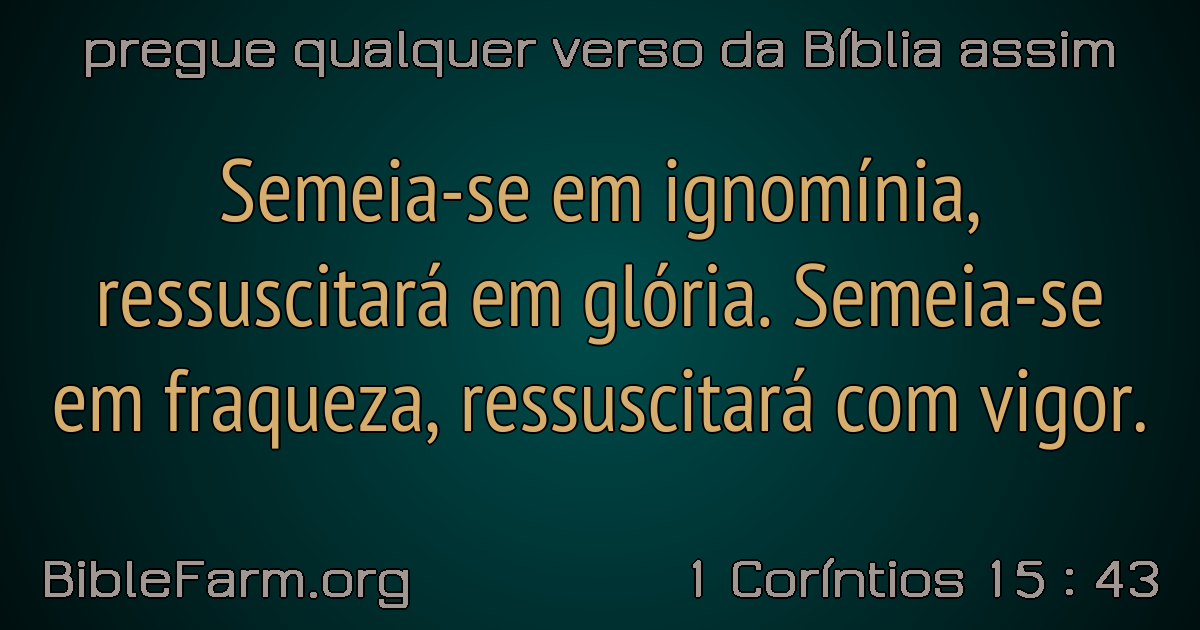 pregue qualquer verso da Bíblia assim
Semeia-se em ignomínia,
ressuscitará em glória. Semeia-se
em fraqueza, ressuscitará com vigor.
BibleFarm.org
1 Coríntios 15 : 43